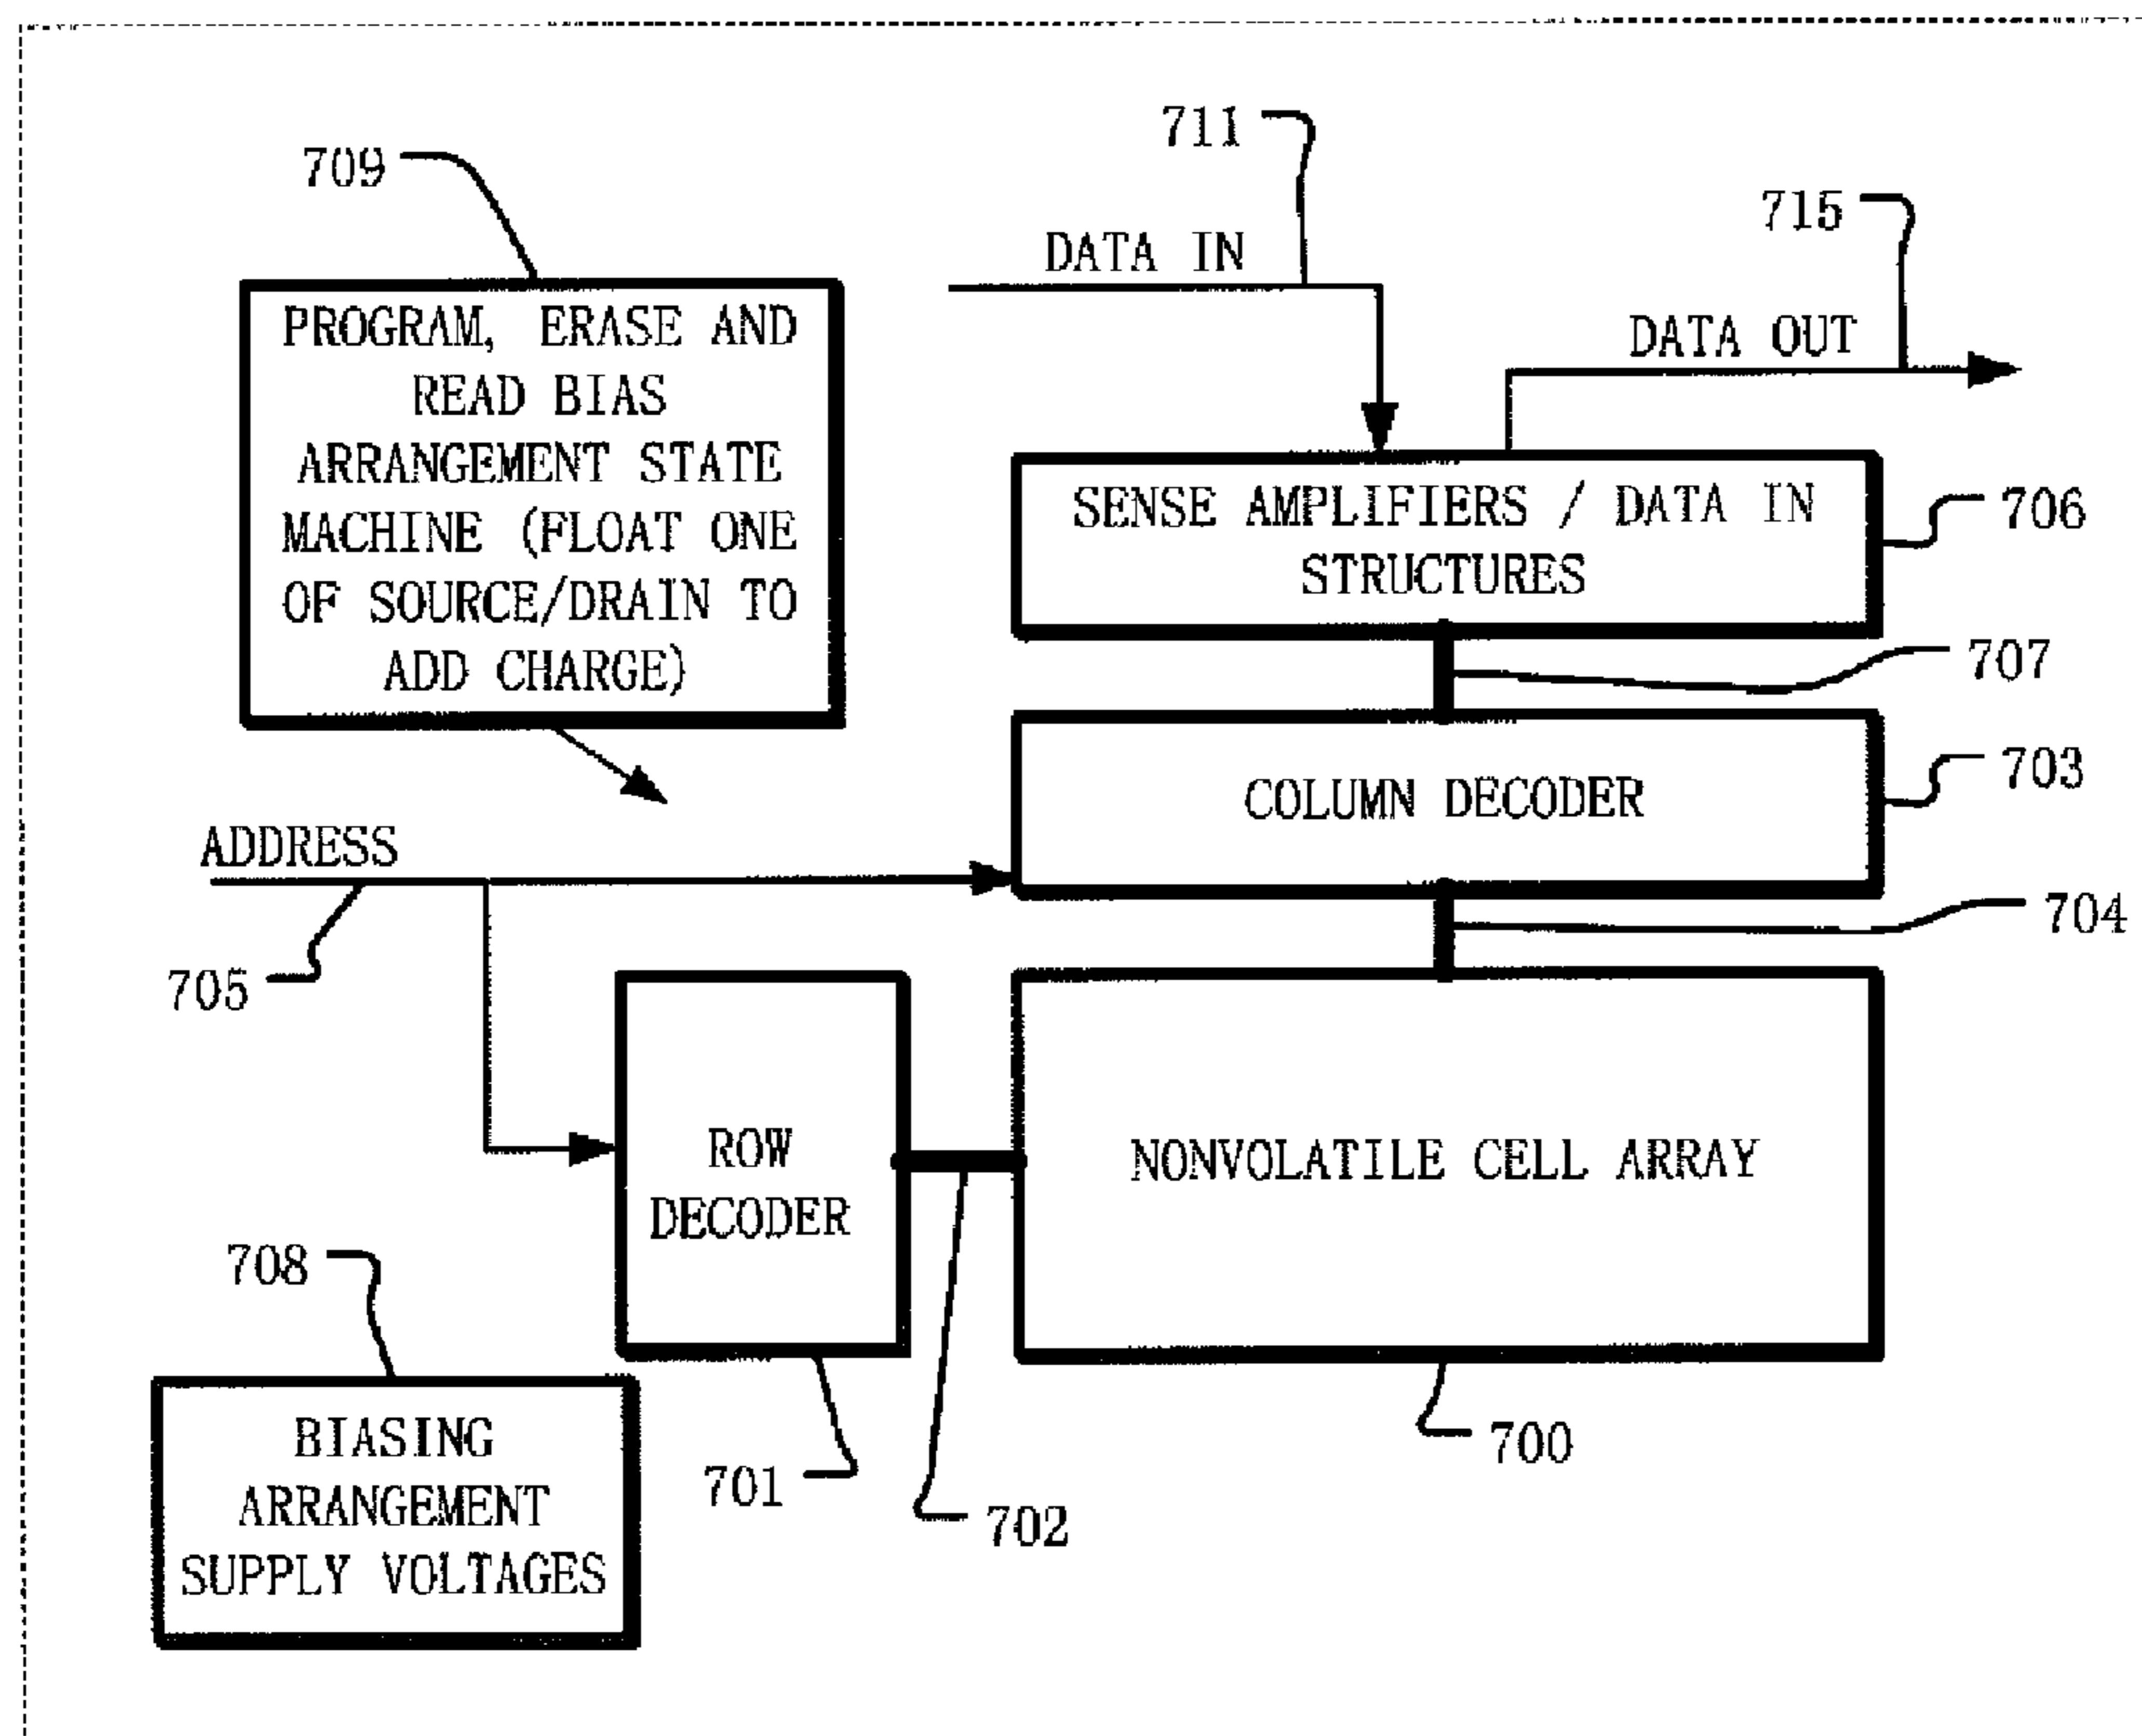 711
709
715
DATA IN
PROGRAM, ERASE AND
READ BIAS
ARRANGEMENT STATE
MACHINE (FLOAT ONE
OF SOURCE/DRAIN TO
ADD CHARGE)
DATA OUT
SENSE AMPLIFIERS / DATA IN
STRUCTURES
706
707
COLUMN DECODER
703
ADDRESS
704
705
ROW
DECODER
NONVOLATILE CELL ARRAY
708
700
701
702
BIASING
ARRANGEMENT
SUPPLY VOLTAGES